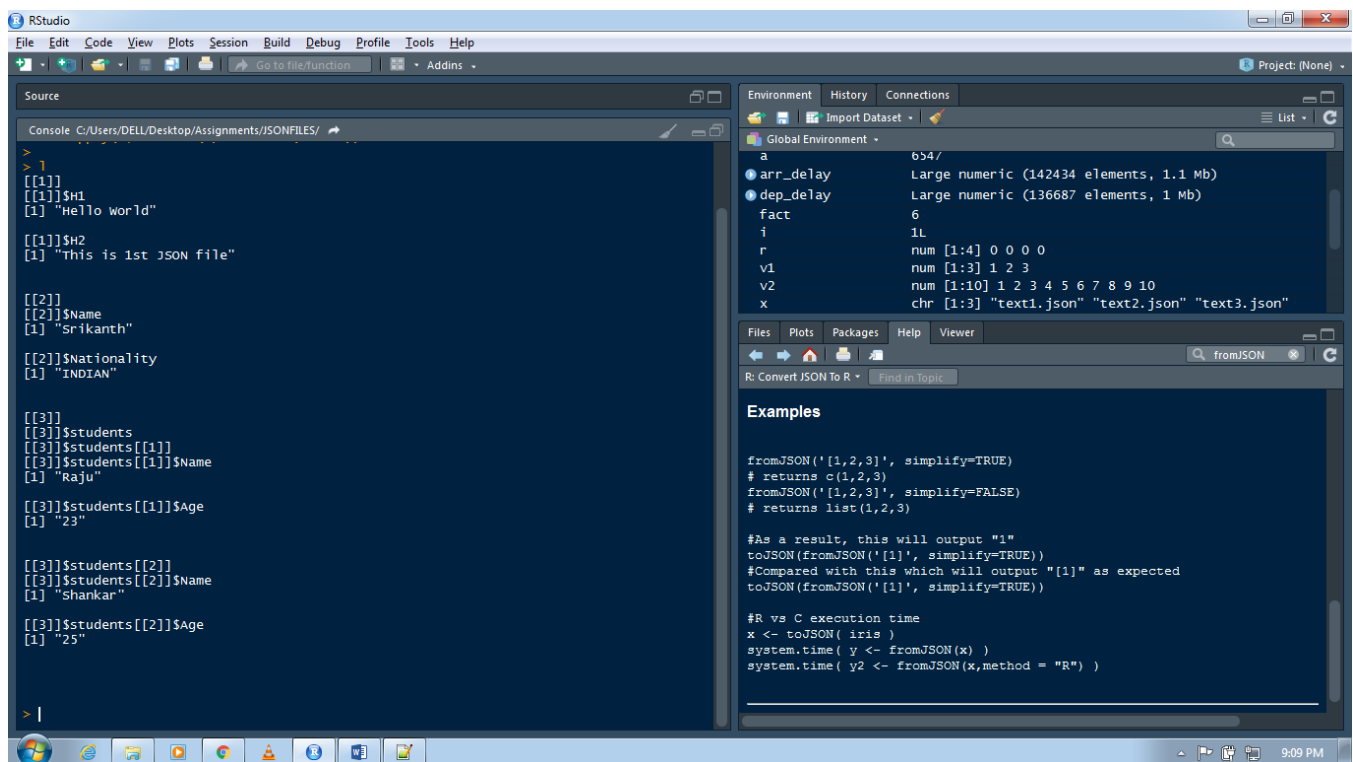 RStudio
File Edit Code View Plots Session Build Debug Profile Tools Help
Go to file/function Addins Project: (None)
Source
Console C:/Users/DELL/Desktop/Assignments/JSONFILES/
>
> l
[[1]]
[[1]]$H1
[1] "Hello World"
[[1]]$H2
[1] "This is 1st JSON file"
[[2]]
[[2]]$Name
[1] "Srikanth"
[[2]]$Nationality
[1] "INDIAN"
[[3]]
[[3]]$students
[[3]]$students[[1]]
[[3]]$students[[1]]$Name
[1] "Raju"
[[3]]$students[[1]]$Age
[1] "23"
[[3]]$students[[2]]
[[3]]$students[[2]]$Name
[1] "Shankar"
[[3]]$students[[2]]$Age
[1] "25"
>
Environment History Connections
Import Dataset List
Global Environment
a 6547
arr_delay Large numeric (142434 elements, 1.1 Mb)
dep_delay Large numeric (136687 elements, 1 Mb)
fact 6
i 1L
r num [1:4] 0 0 0 0
v1 num [1:3] 1 2 3
v2 num [1:10] 1 2 3 4 5 6 7 8 9 10
x chr [1:3] "text1.json" "text2.json" "text3.json"
Files Plots Packages Help Viewer
fromJSON
R: Convert JSON To R Find in Topic
Examples
fromJSON('[1,2,3]', simplify=TRUE)
# returns c(1,2,3)
fromJSON('[1,2,3]', simplify=FALSE)
# returns list(1,2,3)
#As a result, this will output "1"
toJSON(fromJSON('[1]', simplify=TRUE))
#Compared with this which will output "[1]" as expected
toJSON(fromJSON('[1]', simplify=TRUE))
#R vs C execution time
x <- toJSON( iris )
system.time( y <- fromJSON(x) )
system.time( y2 <- fromJSON(x,method = "R") )
9:09 PM